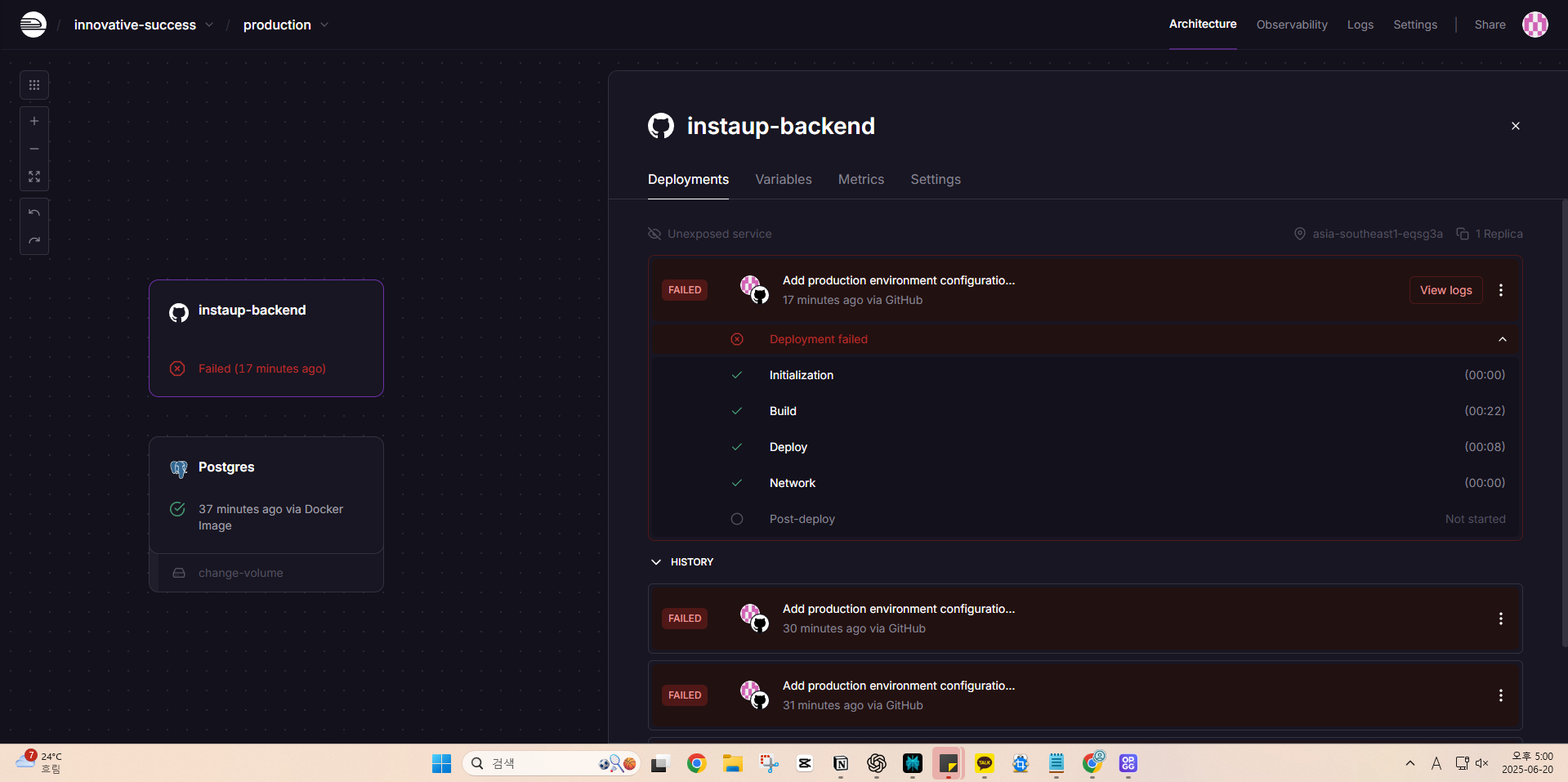 / innovative-success / production
Architecture Observability Logs Settings | Share
instaup-backend
Deployments Variables Metrics Settings
Unexposed service asia-southeast1-eqsg3a 1 Replica
FAILED Add production environment configuratio... View logs
17 minutes ago via GitHub
Deployment failed
Initialization (00:00)
Build (00:22)
Deploy (00:08)
Network (00:00)
Post-deploy Not started
HISTORY
FAILED Add production environment configuratio...
30 minutes ago via GitHub
FAILED Add production environment configuratio...
31 minutes ago via GitHub
instaup-backend
Failed (17 minutes ago)
Postgres
37 minutes ago via Docker
Image
change-volume
7 24°C
흐림
검색
TALK
OP.GG
A
오후 5:00
2025-06-20